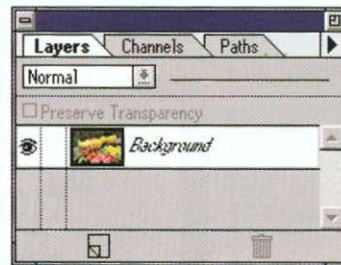 Layers Channels Paths
Normal
Preserve Transparency
Background